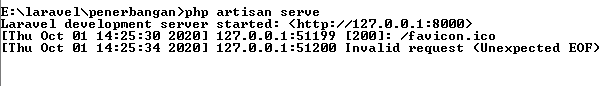 E:\laravel\penerbangan>php artisan serve
Laravel development server started: <http://127.0.0.1:8000>
[Thu Oct 01 14:25:30 2020] 127.0.0.1:51199 [200]: /favicon.ico
[Thu Oct 01 14:25:34 2020] 127.0.0.1:51200 Invalid request (Unexpected EOF)